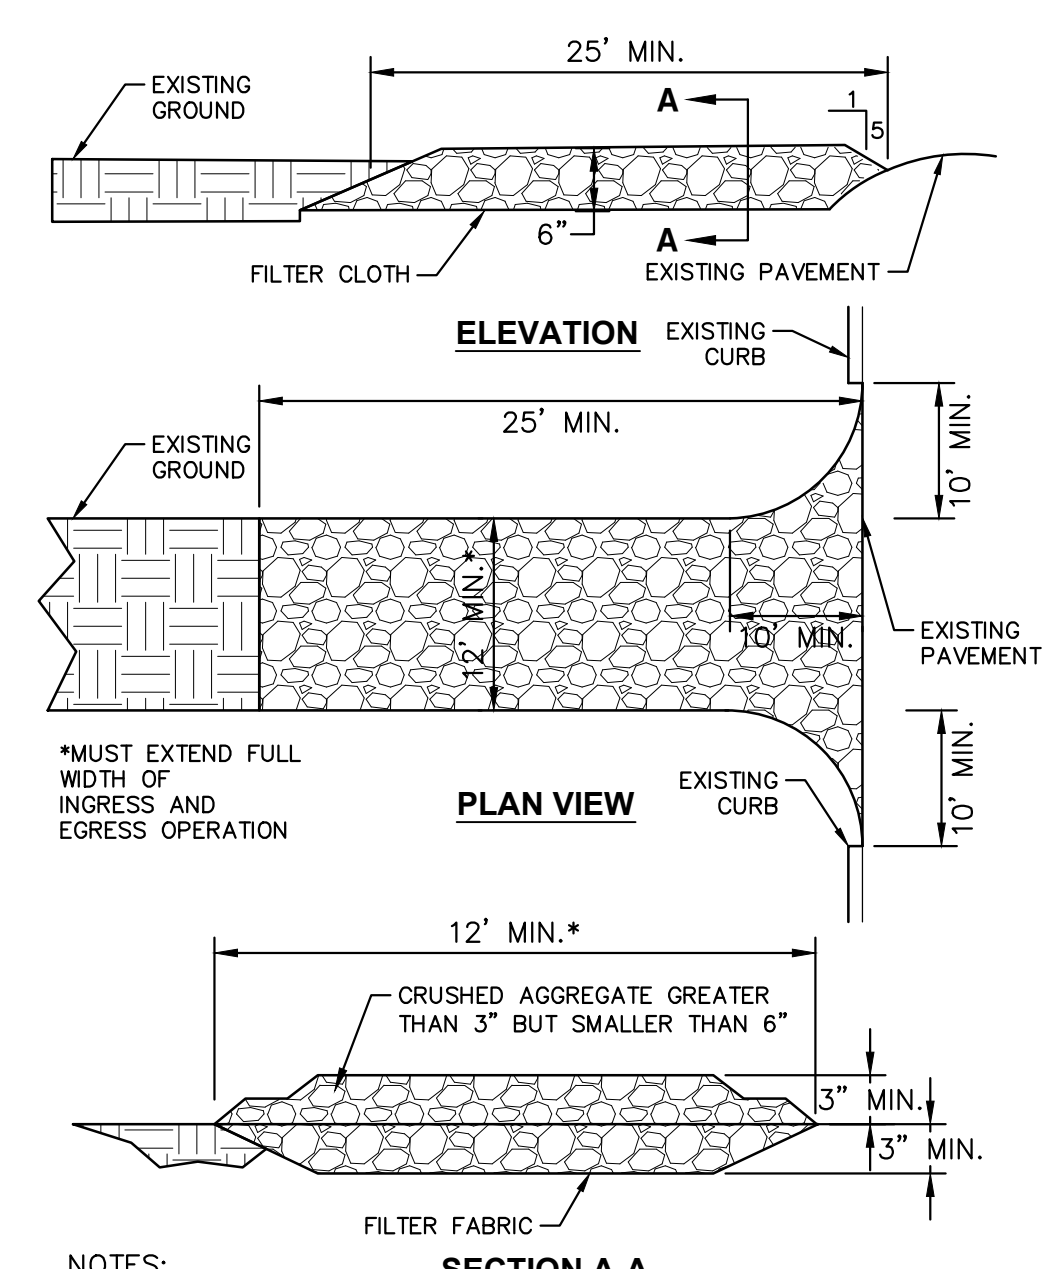 25’ MIN.
EXISTING
GROUND
A
1
5
6”
A
FILTER CLOTH
EXISTING PAVEMENT
ELEVATION
EXISTING
CURB
25’ MIN.
10’ MIN.
EXISTING
GROUND
12’ MIN.*
10’ MIN.
EXISTING
PAVEMENT
*MUST EXTEND FULL
WIDTH OF
INGRESS AND
EGRESS OPERATION
PLAN VIEW
EXISTING
CURB
10’ MIN.
12’ MIN.*
CRUSHED AGGREGATE GREATER
THAN 3” BUT SMALLER THAN 6”
3” MIN.
3” MIN.
FILTER FABRIC
NOTES:
SECTION A-A